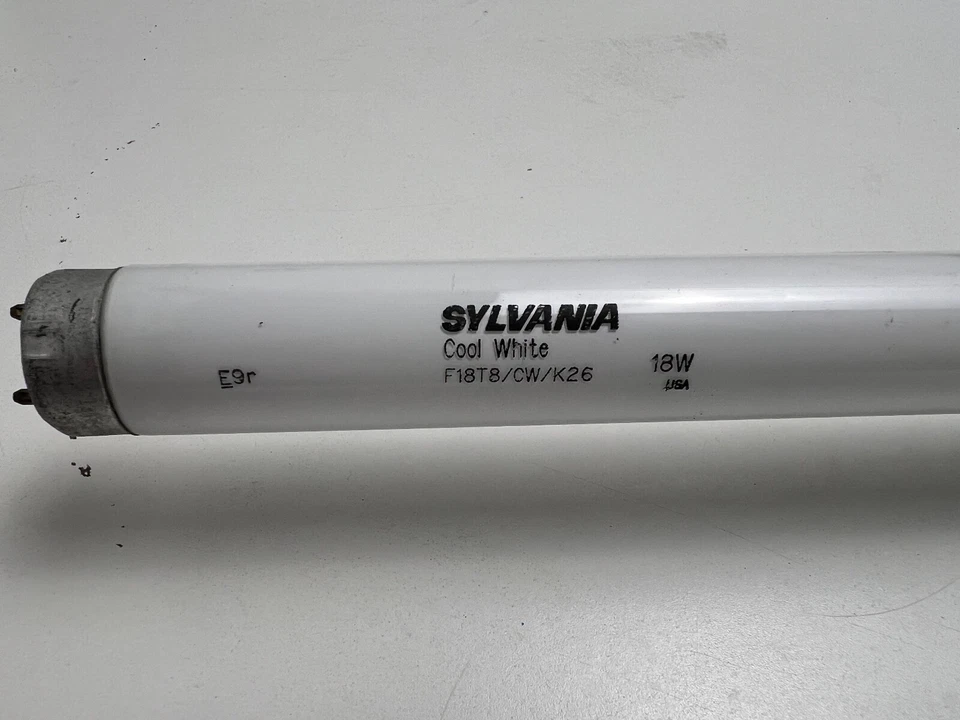 SYLVANIA
Cool White
F18T8/CW/K26 18W
USA
E9r